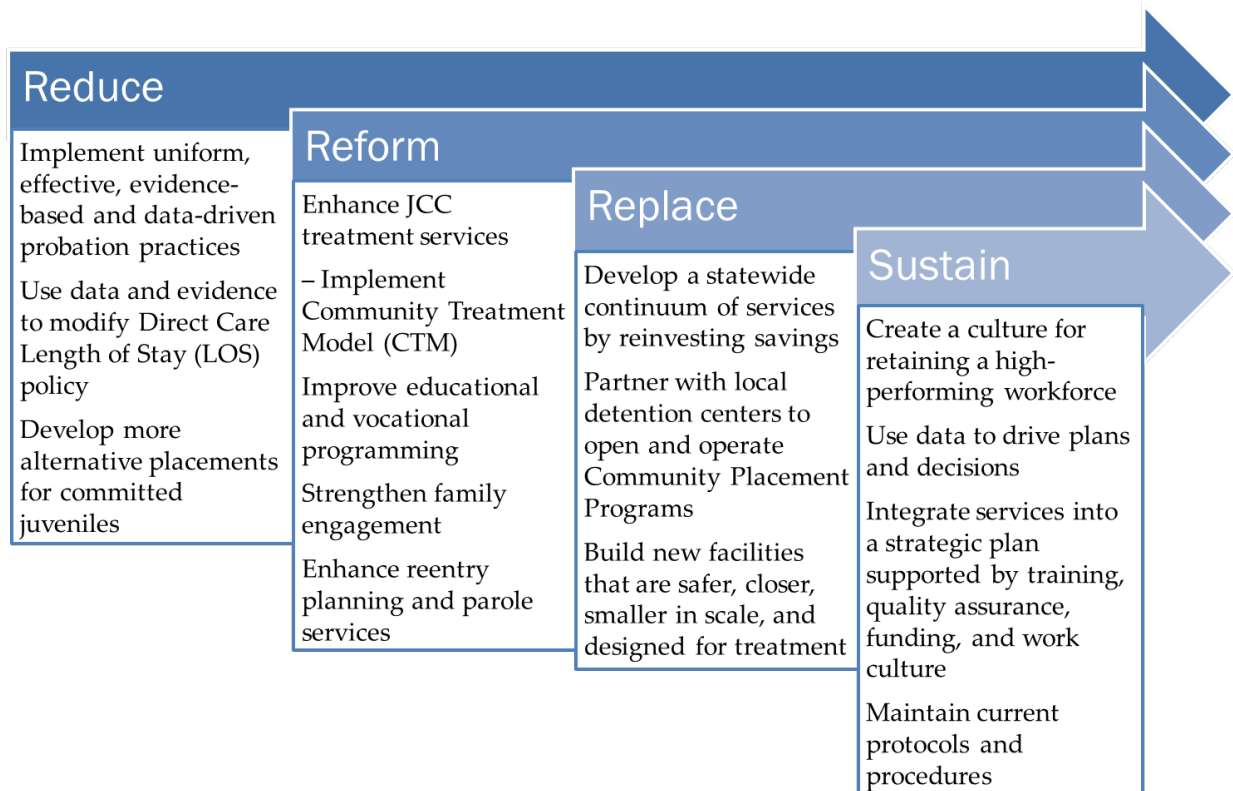 Reduce
Implement uniform,
effective, evidence-
based and data-driven
probation practices
Use data and evidence
to modify Direct Care
Length of Stay (LOS)
policy
Develop more
alternative placements
for committed
juveniles
Reform
Enhance JCC
treatment services
– Implement
Community Treatment
Model (CTM)
Improve educational
and vocational
programming
Strengthen family
engagement
Enhance reentry
planning and parole
services
Replace
Develop a statewide
continuum of services
by reinvesting savings
Partner with local
detention centers to
open and operate
Community Placement
Programs
Build new facilities
that are safer, closer,
smaller in scale, and
designed for treatment
Sustain
Create a culture for
retaining a high-
performing workforce
Use data to drive plans
and decisions
Integrate services into
a strategic plan
supported by training,
quality assurance,
funding, and work
culture
Maintain current
protocols and
procedures